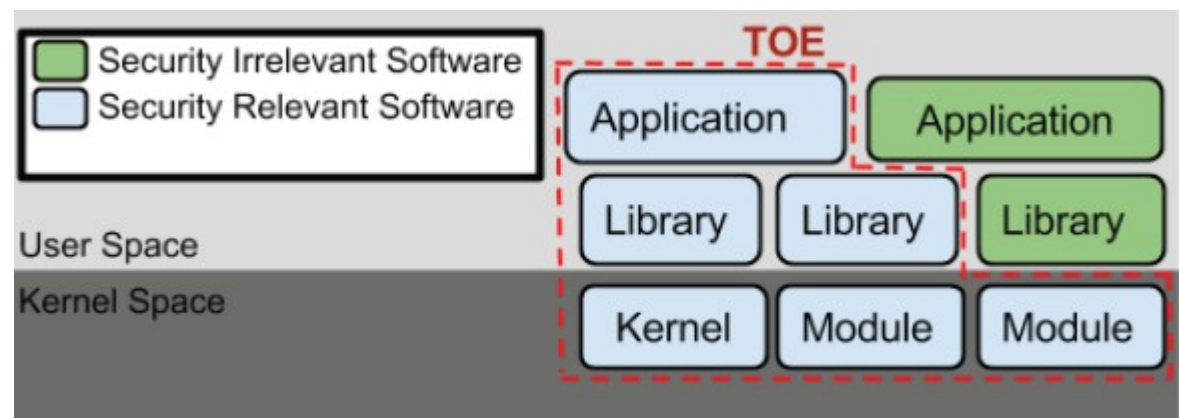 Security Irrelevant Software
Security Relevant Software
TOE
Application
Application
Library
Library
Library
User Space
Kernel Space
Kernel
Module
Module